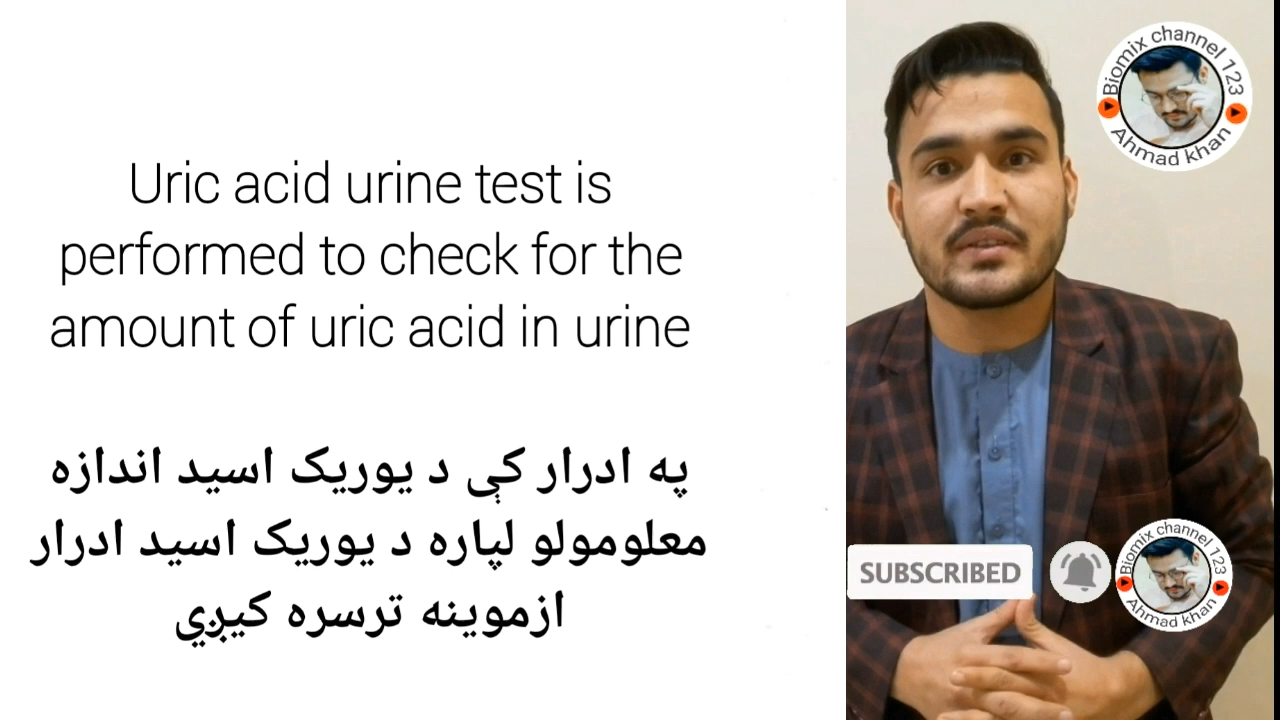 Uric acid urine test is
performed to check for the
amount of uric acid in urine
په ادرار کې د یوریک اسید اندازه
معلومولو لپاره د یوریک اسید ادرار
ازموینه ترسره کیږي
Biomix channel 123
Ahmad khan
SUBSCRIBED
Biomix channel 123
Ahmad khan